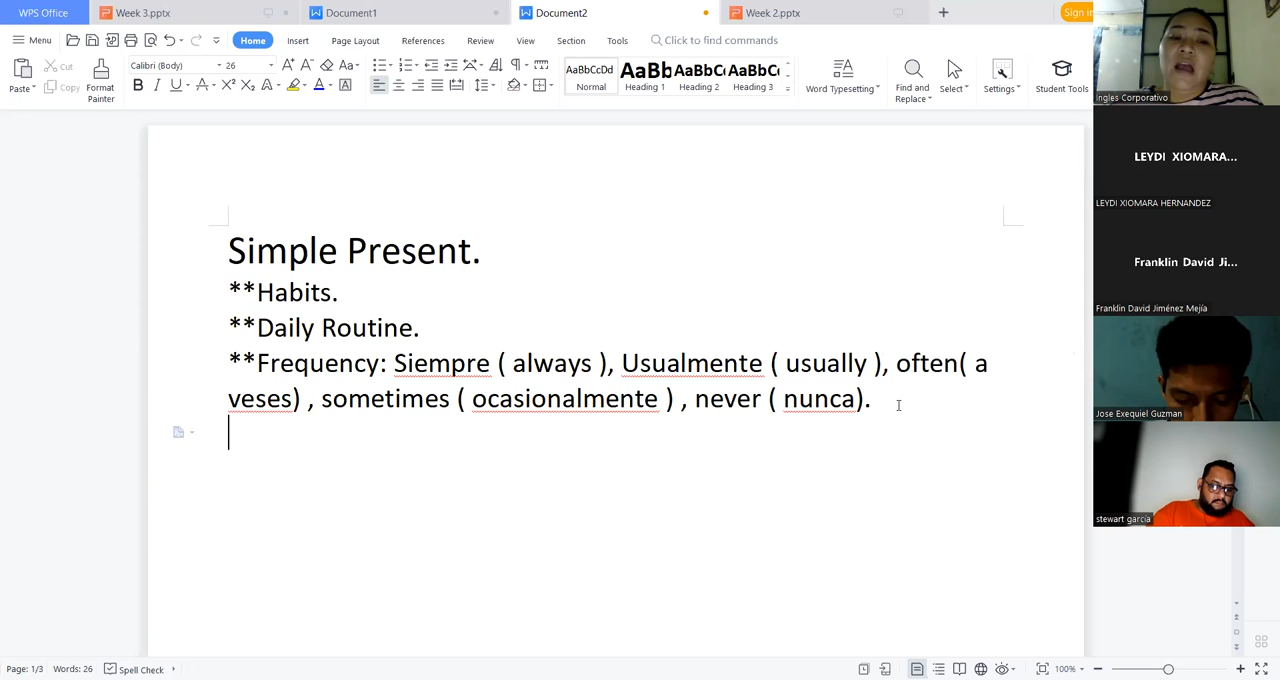 WPS Office
Week 3.pptx
Document1
Document2
Week 2.pptx
Sign in
Menu
Home
Insert
Page Layout
References
Review
View
Section
Tools
Click to find commands
Paste
Cut
Copy
Format
Painter
Calibri (Body)
26
AaBbCcDd
Normal
AaBb
Heading 1
AaBbC
Heading 2
AaBbC
Heading 3
Word Typesetting
Find and
Replace
Select
Settings
Student Tools
Simple Present.
**Habits.
**Daily Routine.
**Frequency: Siempre ( always ), Usualmente ( usually ), often( a
veses) , sometimes ( ocasionalmente ) , never ( nunca).
Ingles Corporativo
LEYDI XIOMARA...
LEYDI XIOMARA HERNANDEZ
Franklin David Ji...
Franklin David Jiménez Mejía
Jose Exequiel Guzman
stewart garcia
Page: 1/3
Words: 26
Spell Check
100%